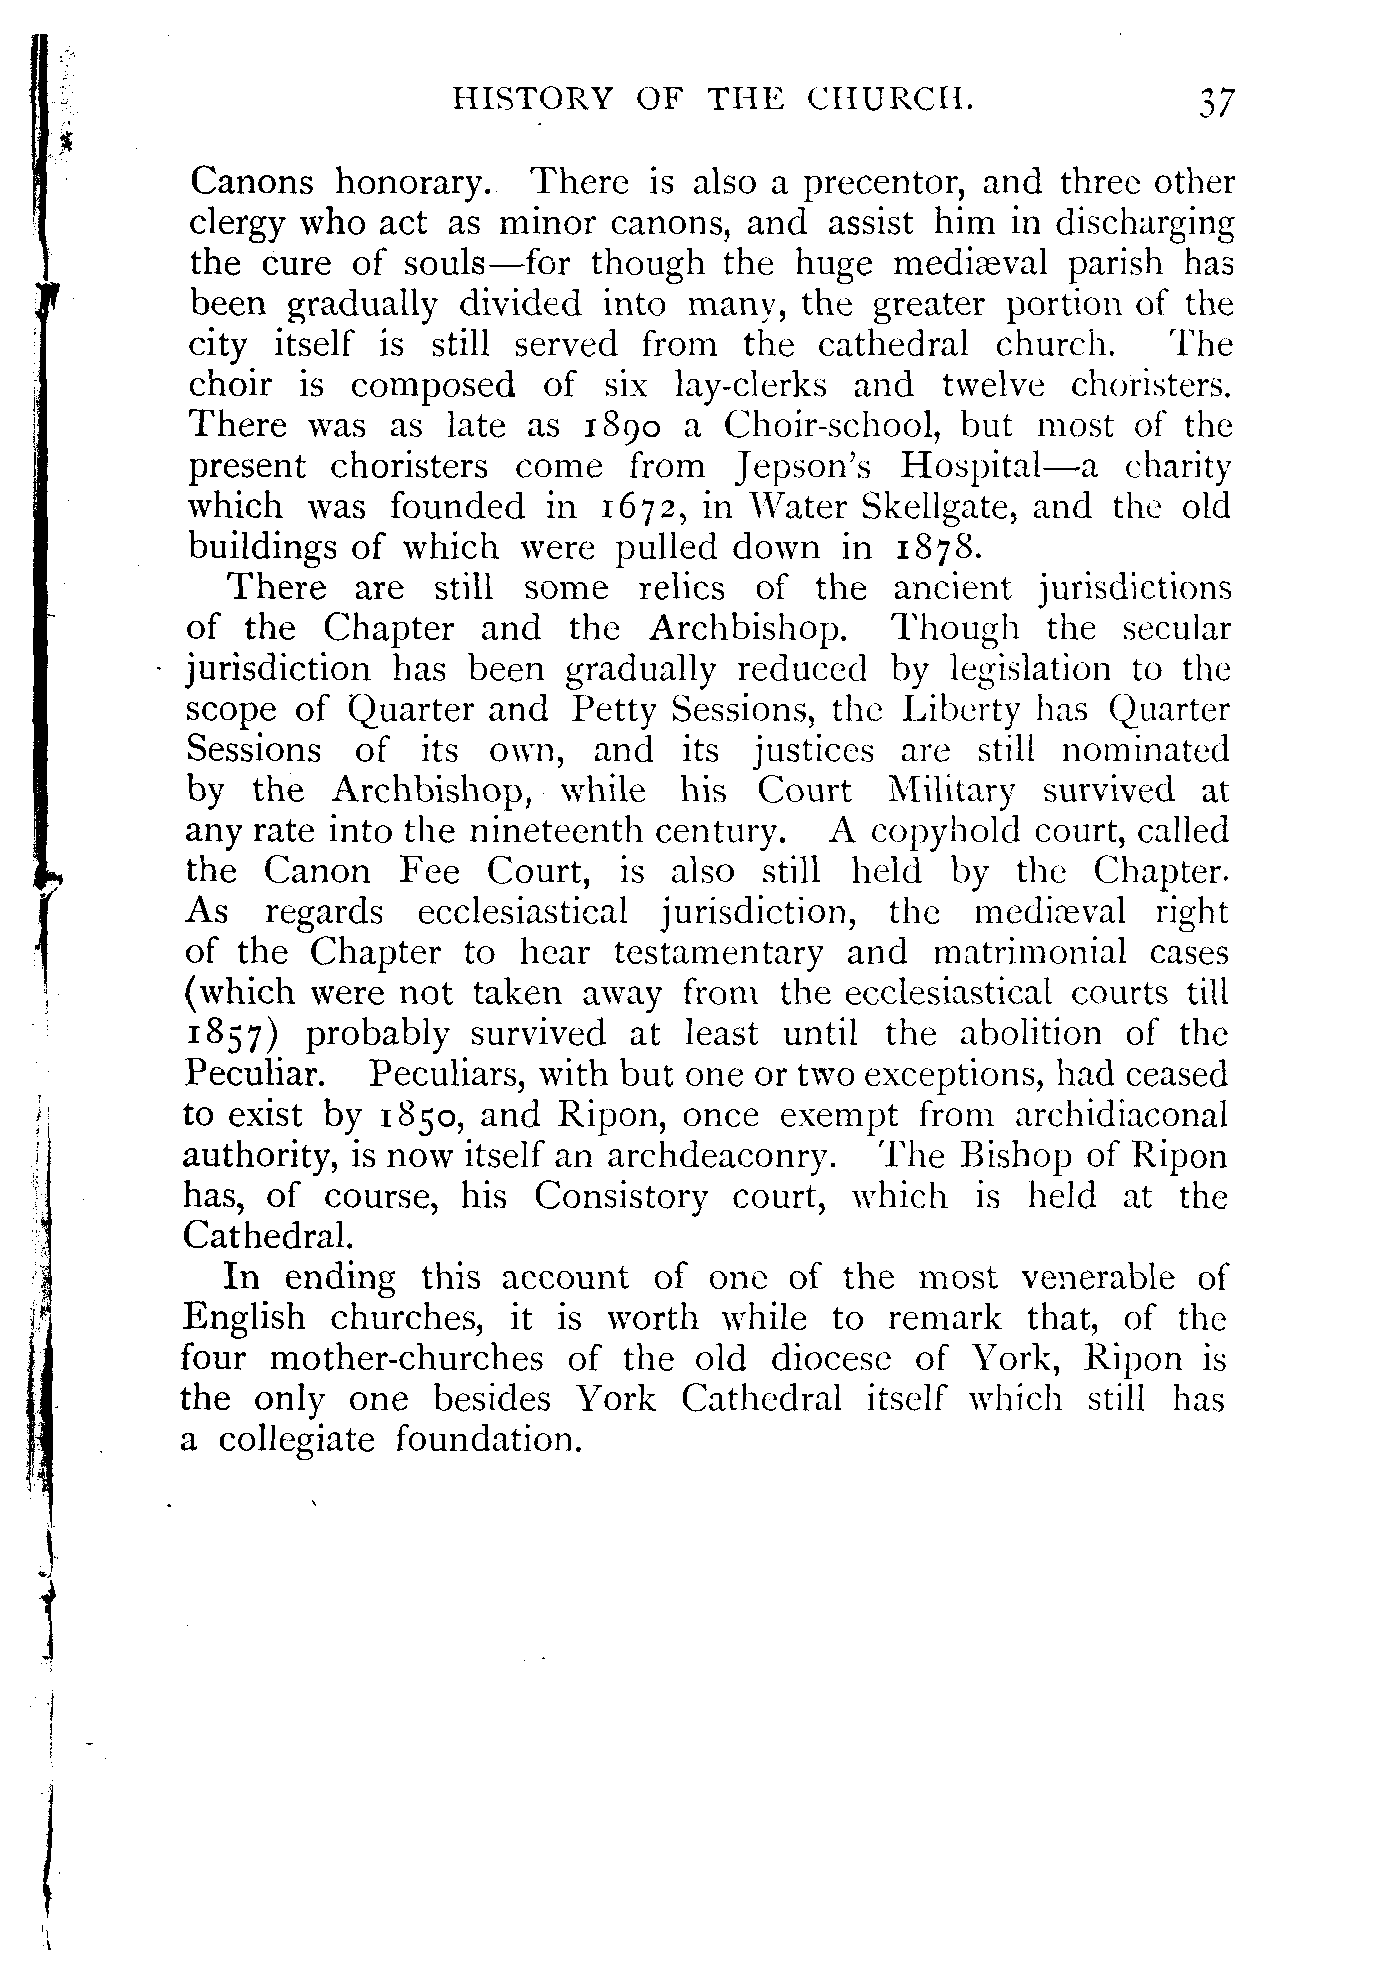 HISTORY OF THE CHURCH. 37
Canons honorary. There is also a precentor, and three other
clergy who act as minor canons, and assist him in discharging
the cure of souls—for though the huge mediæval parish has
been gradually divided into many, the greater portion of the
city itself is still served from the cathedral church. The
choir is composed of six lay-clerks and twelve choristers.
There was as late as 1890 a Choir-school, but most of the
present choristers come from Jepson's Hospital—a charity
which was founded in 1672, in Water Skellgate, and the old
buildings of which were pulled down in 1878.
There are still some relics of the ancient jurisdictions
of the Chapter and the Archbishop. Though the secular
jurisdiction has been gradually reduced by legislation to the
scope of Quarter and Petty Sessions, the Liberty has Quarter
Sessions of its own, and its justices are still nominated
by the Archbishop, while his Court Military survived at
any rate into the nineteenth century. A copyhold court, called
the Canon Fee Court, is also still held by the Chapter.
As regards ecclesiastical jurisdiction, the mediæval right
of the Chapter to hear testamentary and matrimonial cases
(which were not taken away from the ecclesiastical courts till
1857) probably survived at least until the abolition of the
Peculiar. Peculiars, with but one or two exceptions, had ceased
to exist by 1850, and Ripon, once exempt from archidiaconal
authority, is now itself an archdeaconry. The Bishop of Ripon
has, of course, his Consistory court, which is held at the
Cathedral.
In ending this account of one of the most venerable of
English churches, it is worth while to remark that, of the
four mother-churches of the old diocese of York, Ripon is
the only one besides York Cathedral itself which still has
a collegiate foundation.